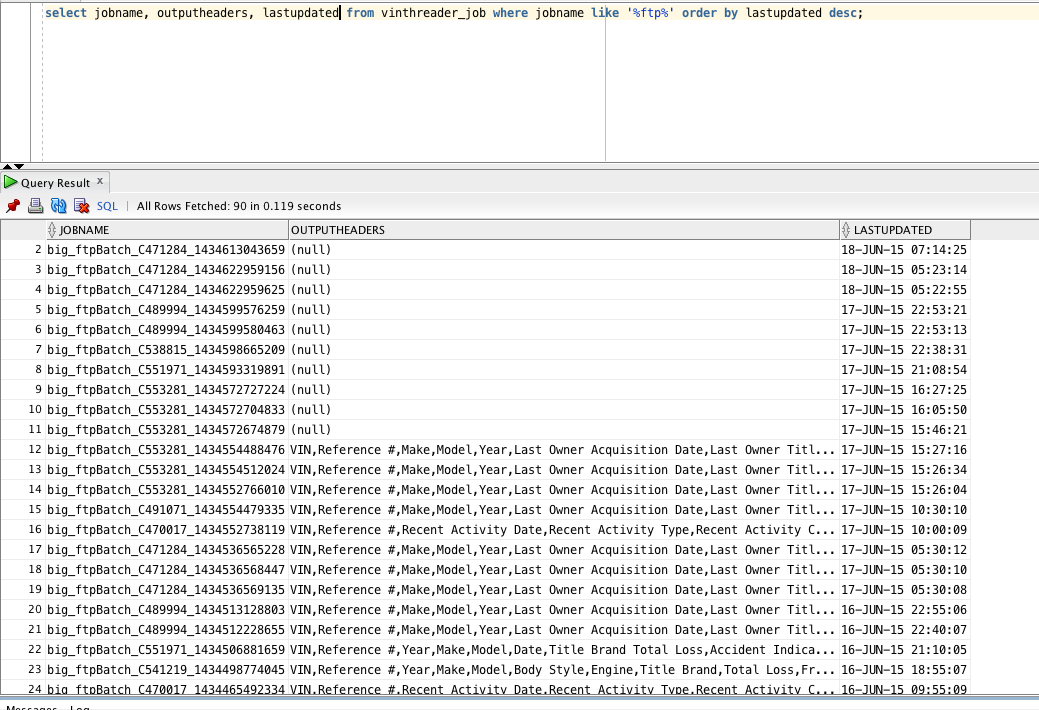 select jobname, outputheaders, lastupdated from vinthreader_job where jobname like '%ftp%' order by lastupdated desc;
Query Result x
SQL | All Rows Fetched: 90 in 0.119 seconds
JOBNAME OUTPUTHEADERS LASTUPDATED
2 big_ftpBatch_C471284_1434613043659 (null) 18-JUN-15 07:14:25
3 big_ftpBatch_C471284_1434622959156 (null) 18-JUN-15 05:23:14
4 big_ftpBatch_C471284_1434622959625 (null) 18-JUN-15 05:22:55
5 big_ftpBatch_C489994_1434599576259 (null) 17-JUN-15 22:53:21
6 big_ftpBatch_C489994_1434599580463 (null) 17-JUN-15 22:53:13
7 big_ftpBatch_C538815_1434598665209 (null) 17-JUN-15 22:38:31
8 big_ftpBatch_C551971_1434593319891 (null) 17-JUN-15 21:08:54
9 big_ftpBatch_C553281_1434572727224 (null) 17-JUN-15 16:27:25
10 big_ftpBatch_C553281_1434572704833 (null) 17-JUN-15 16:05:50
11 big_ftpBatch_C553281_1434572674879 (null) 17-JUN-15 15:46:21
12 big_ftpBatch_C553281_1434554488476 VIN,Reference #,Make,Model,Year,Last Owner Acquisition Date,Last Owner Titl... 17-JUN-15 15:27:16
13 big_ftpBatch_C553281_1434554512024 VIN,Reference #,Make,Model,Year,Last Owner Acquisition Date,Last Owner Titl... 17-JUN-15 15:26:34
14 big_ftpBatch_C553281_1434552766010 VIN,Reference #,Make,Model,Year,Last Owner Acquisition Date,Last Owner Titl... 17-JUN-15 15:26:04
15 big_ftpBatch_C491071_1434554479335 VIN,Reference #,Make,Model,Year,Last Owner Acquisition Date,Last Owner Titl... 17-JUN-15 10:30:10
16 big_ftpBatch_C470017_1434552738119 VIN,Reference #,Recent Activity Date,Recent Activity Type,Recent Activity C... 17-JUN-15 10:00:09
17 big_ftpBatch_C471284_1434536565228 VIN,Reference #,Make,Model,Year,Last Owner Acquisition Date,Last Owner Titl... 17-JUN-15 05:30:12
18 big_ftpBatch_C471284_1434536568447 VIN,Reference #,Make,Model,Year,Last Owner Acquisition Date,Last Owner Titl... 17-JUN-15 05:30:10
19 big_ftpBatch_C471284_1434536569135 VIN,Reference #,Make,Model,Year,Last Owner Acquisition Date,Last Owner Titl... 17-JUN-15 05:30:08
20 big_ftpBatch_C489994_1434513128803 VIN,Reference #,Make,Model,Year,Last Owner Acquisition Date,Last Owner Titl... 16-JUN-15 22:55:06
21 big_ftpBatch_C489994_1434512228655 VIN,Reference #,Make,Model,Year,Last Owner Acquisition Date,Last Owner Titl... 16-JUN-15 22:40:07
22 big_ftpBatch_C551971_1434506881659 VIN,Reference #,Year,Make,Model,Date,Title Brand Total Loss,Accident Indica... 16-JUN-15 21:10:05
23 big_ftpBatch_C541219_1434498774045 VIN,Reference #,Year,Make,Model,Body Style,Engine,Title Brand,Total Loss,Fr... 16-JUN-15 18:55:07
24 big_ftpBatch_C470017_1434465492334 VIN,Reference #,Recent Activity Date,Recent Activity Type,Recent Activity C... 16-JUN-15 09:55:09
Messages - Log